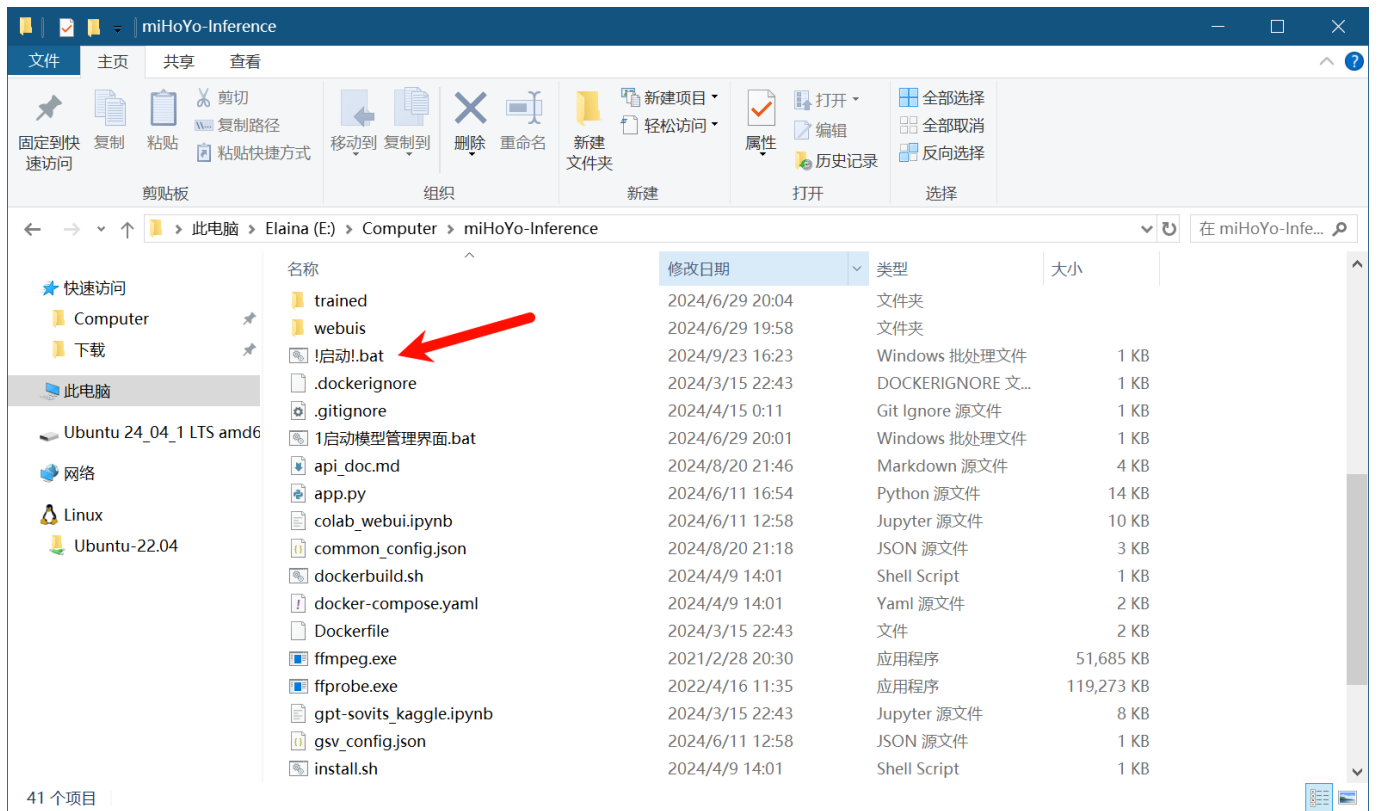 miHoYo-Inference
文件 主页 共享 查看
固定到快速访问
复制
粘贴
剪切
复制路径
粘贴快捷方式
移动到
复制到
删除
重命名
新建文件夹
新建项目
轻松访问
属性
打开
编辑
历史记录
全部选择
全部取消
反向选择
剪贴板 组织 新建 打开 选择
此电脑 > Elaina (E:) > Computer > miHoYo-Inference
在 miHoYo-Infe...
快速访问
Computer
下载
此电脑
Ubuntu 24_04_1 LTS amd6
网络
Linux
Ubuntu-22.04
名称 修改日期 类型 大小
trained 2024/6/29 20:04 文件夹
webuis 2024/6/29 19:58 文件夹
!启动!.bat 2024/9/23 16:23 Windows 批处理文件 1 KB
.dockerignore 2024/3/15 22:43 DOCKERIGNORE 文... 1 KB
.gitignore 2024/4/15 0:11 Git Ignore 源文件 1 KB
1启动模型管理界面.bat 2024/6/29 20:01 Windows 批处理文件 1 KB
api_doc.md 2024/8/20 21:46 Markdown 源文件 4 KB
app.py 2024/6/11 16:54 Python 源文件 14 KB
colab_webui.ipynb 2024/6/11 12:58 Jupyter 源文件 10 KB
common_config.json 2024/8/20 21:18 JSON 源文件 3 KB
dockerbuild.sh 2024/4/9 14:01 Shell Script 1 KB
docker-compose.yaml 2024/4/9 14:01 Yaml 源文件 2 KB
Dockerfile 2024/3/15 22:43 文件 2 KB
ffmpeg.exe 2021/2/28 20:30 应用程序 51,685 KB
ffprobe.exe 2022/4/16 11:35 应用程序 119,273 KB
gpt-sovits_kaggle.ipynb 2024/3/15 22:43 Jupyter 源文件 8 KB
gsv_config.json 2024/6/11 12:58 JSON 源文件 1 KB
install.sh 2024/4/9 14:01 Shell Script 1 KB
41 个项目